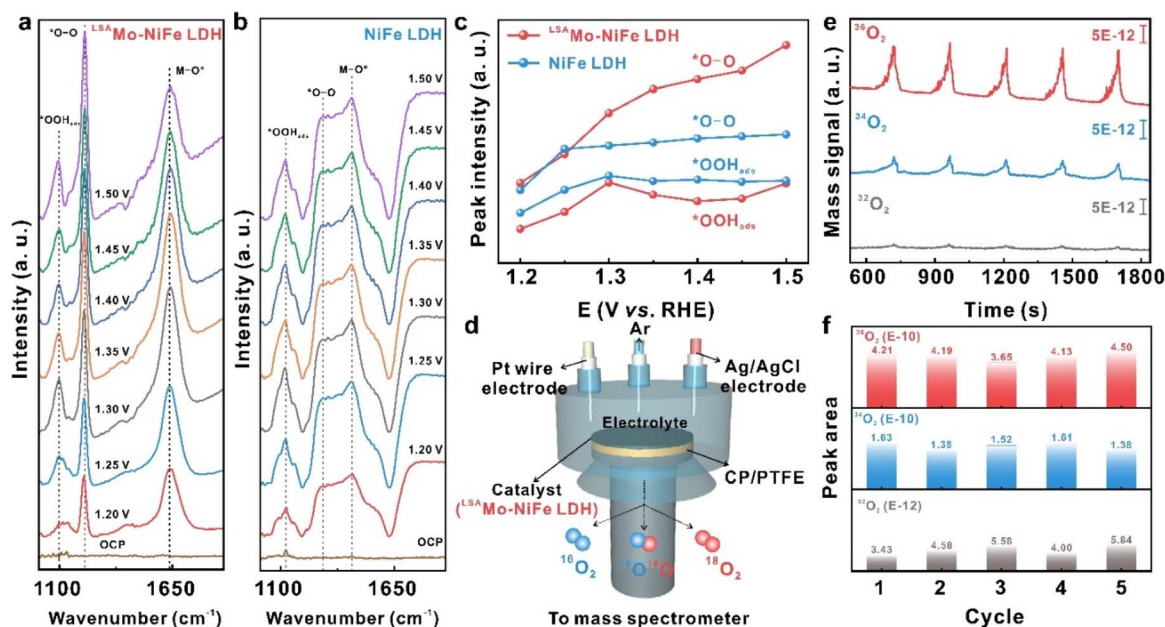 a
LSA Mo-NiFe LDH
*O-O
M-O*
*OOHads
1.50 V
1.45 V
1.40 V
1.35 V
1.30 V
1.25 V
1.20 V
OCP
Intensity (a. u.)
1100 1650
Wavenumber (cm-1)
b
NiFe LDH
M-O*
*O-O
*OOHads
1.50 V
1.45 V
1.40 V
1.35 V
1.30 V
1.25 V
1.20 V
OCP
Intensity (a. u.)
1100 1650
Wavenumber (cm-1)
c
LSA Mo-NiFe LDH
NiFe LDH
*O-O
*O-O
*OOHads
*OOHads
Peak intensity (a. u.)
1.2 1.3 1.4 1.5
E (V vs. RHE)
d
Ar
Pt wire
electrode
Ag/AgCl
electrode
Electrolyte
Catalyst
(LSA Mo-NiFe LDH)
CP/PTFE
16O2
16O18O
18O2
To mass spectrometer
e
36O2
5E-12
34O2
5E-12
32O2
5E-12
Mass signal (a. u.)
600 900 1200 1500 1800
Time (s)
f
36O2 (E-10)
4.21 4.19 3.65 4.13 4.50
34O2 (E-10)
1.63 1.38 1.52 1.61 1.38
32O2 (E-12)
3.43 4.58 5.58 4.00 5.84
Peak area
1 2 3 4 5
Cycle